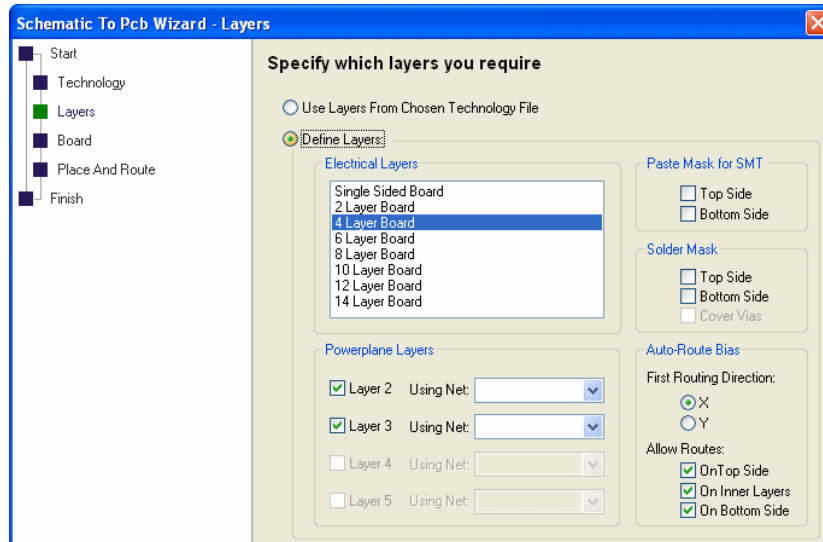 Schematic To Pcb Wizard - Layers
Start
Technology
Layers
Board
Place And Route
Finish
Specify which layers you require
Use Layers From Chosen Technology File
Define Layers:
Electrical Layers
Single Sided Board
2 Layer Board
4 Layer Board
6 Layer Board
8 Layer Board
10 Layer Board
12 Layer Board
14 Layer Board
Paste Mask for SMT
Top Side
Bottom Side
Solder Mask
Top Side
Bottom Side
Cover Vias
Powerplane Layers
Layer 2 Using Net:
Layer 3 Using Net:
Layer 4 Using Net:
Layer 5 Using Net:
Auto-Route Bias
First Routing Direction:
X
Y
Allow Routes:
OnTop Side
On Inner Layers
On Bottom Side